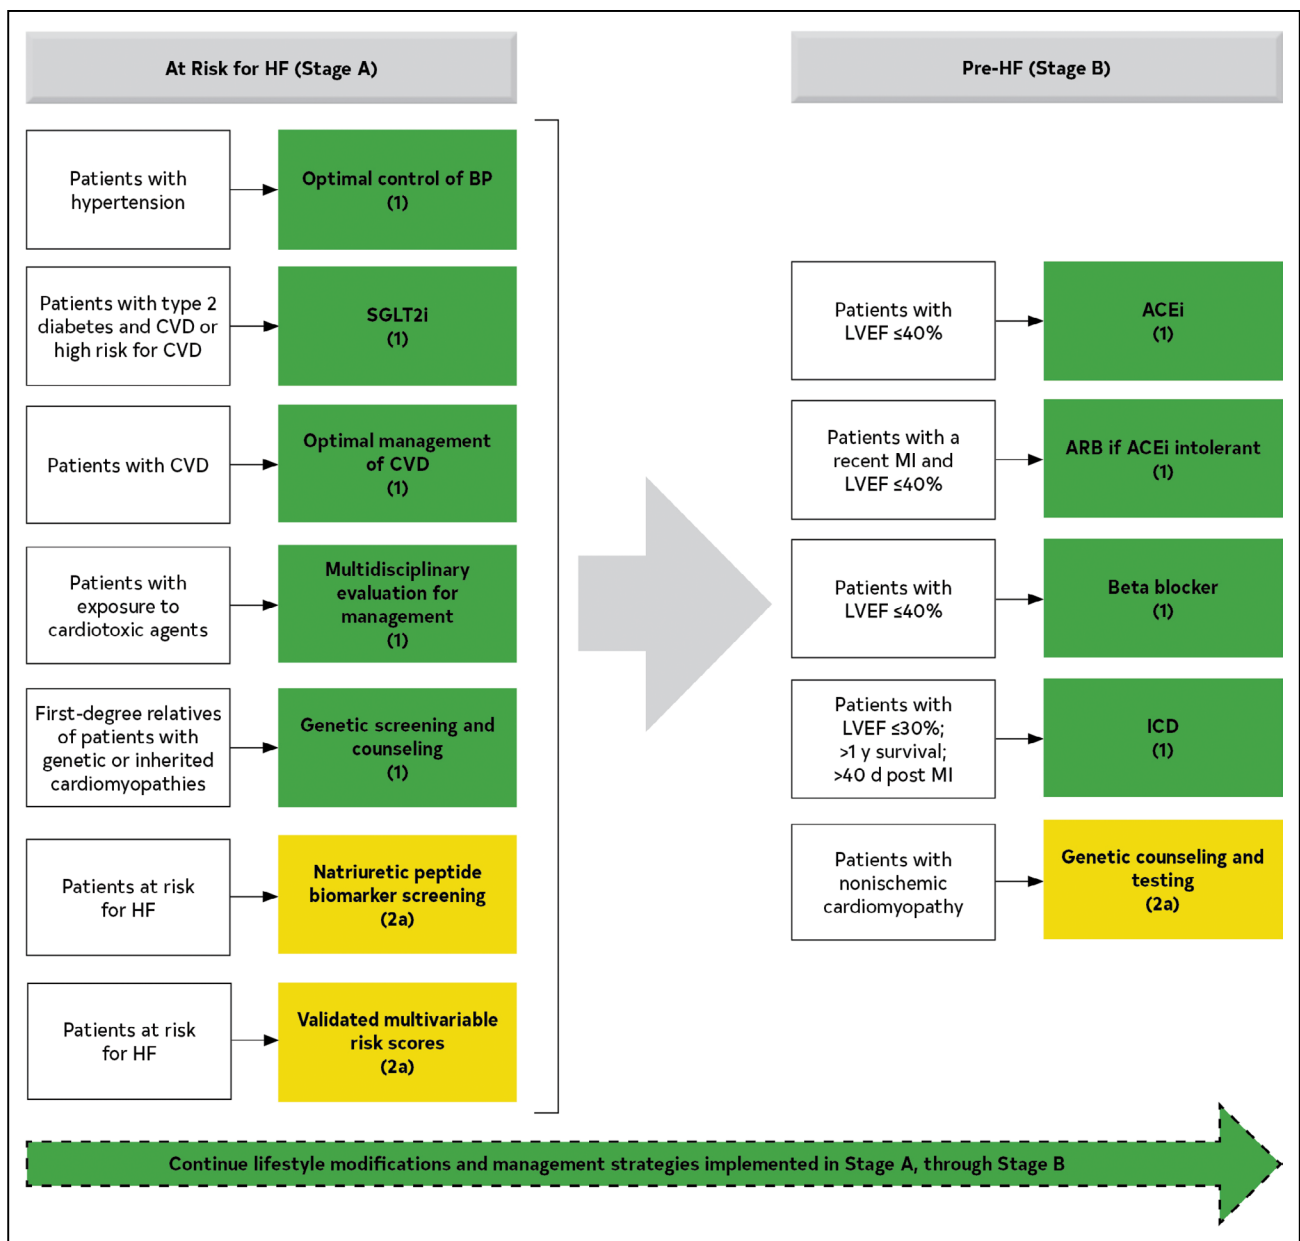 At Risk for HF (Stage A)
Patients with
hypertension
Optimal control of BP
(1)
Patients with type 2
diabetes and CVD or
high risk for CVD
SGLT2i
(1)
Patients with CVD
Optimal management
of CVD
(1)
Patients with
exposure to
cardiotoxic agents
Multidisciplinary
evaluation for
management
(1)
First-degree relatives
of patients with
genetic or inherited
cardiomyopathies
Genetic screening and
counseling
(1)
Patients at risk
for HF
Natriuretic peptide
biomarker screening
(2a)
Patients at risk
for HF
Validated multivariable
risk scores
(2a)
Pre-HF (Stage B)
Patients with
LVEF ≤40%
ACEi
(1)
Patients with a
recent MI and
LVEF ≤40%
ARB if ACEi intolerant
(1)
Patients with
LVEF ≤40%
Beta blocker
(1)
Patients with
LVEF ≤30%;
>1 y survival;
>40 d post MI
ICD
(1)
Patients with
nonischemic
cardiomyopathy
Genetic counseling and
testing
(2a)
Continue lifestyle modifications and management strategies implemented in Stage A, through Stage B